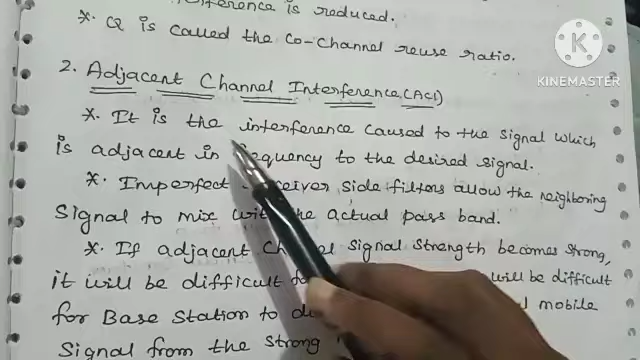 interference is reduced.
*. Q is called the Co-Channel reuse ratio.
KINEMASTER
2. Adjacent Channel Interference (ACI)
*. It is the interference caused to the signal which
is adjacent in frequency to the desired signal.
*. Imperfect receiver side filters allow the neighboring
signal to mix with the actual pass band.
*. If adjacent channel signal strength becomes strong,
it will be difficult will be difficult
for Base Station to mobile
signal from the strong